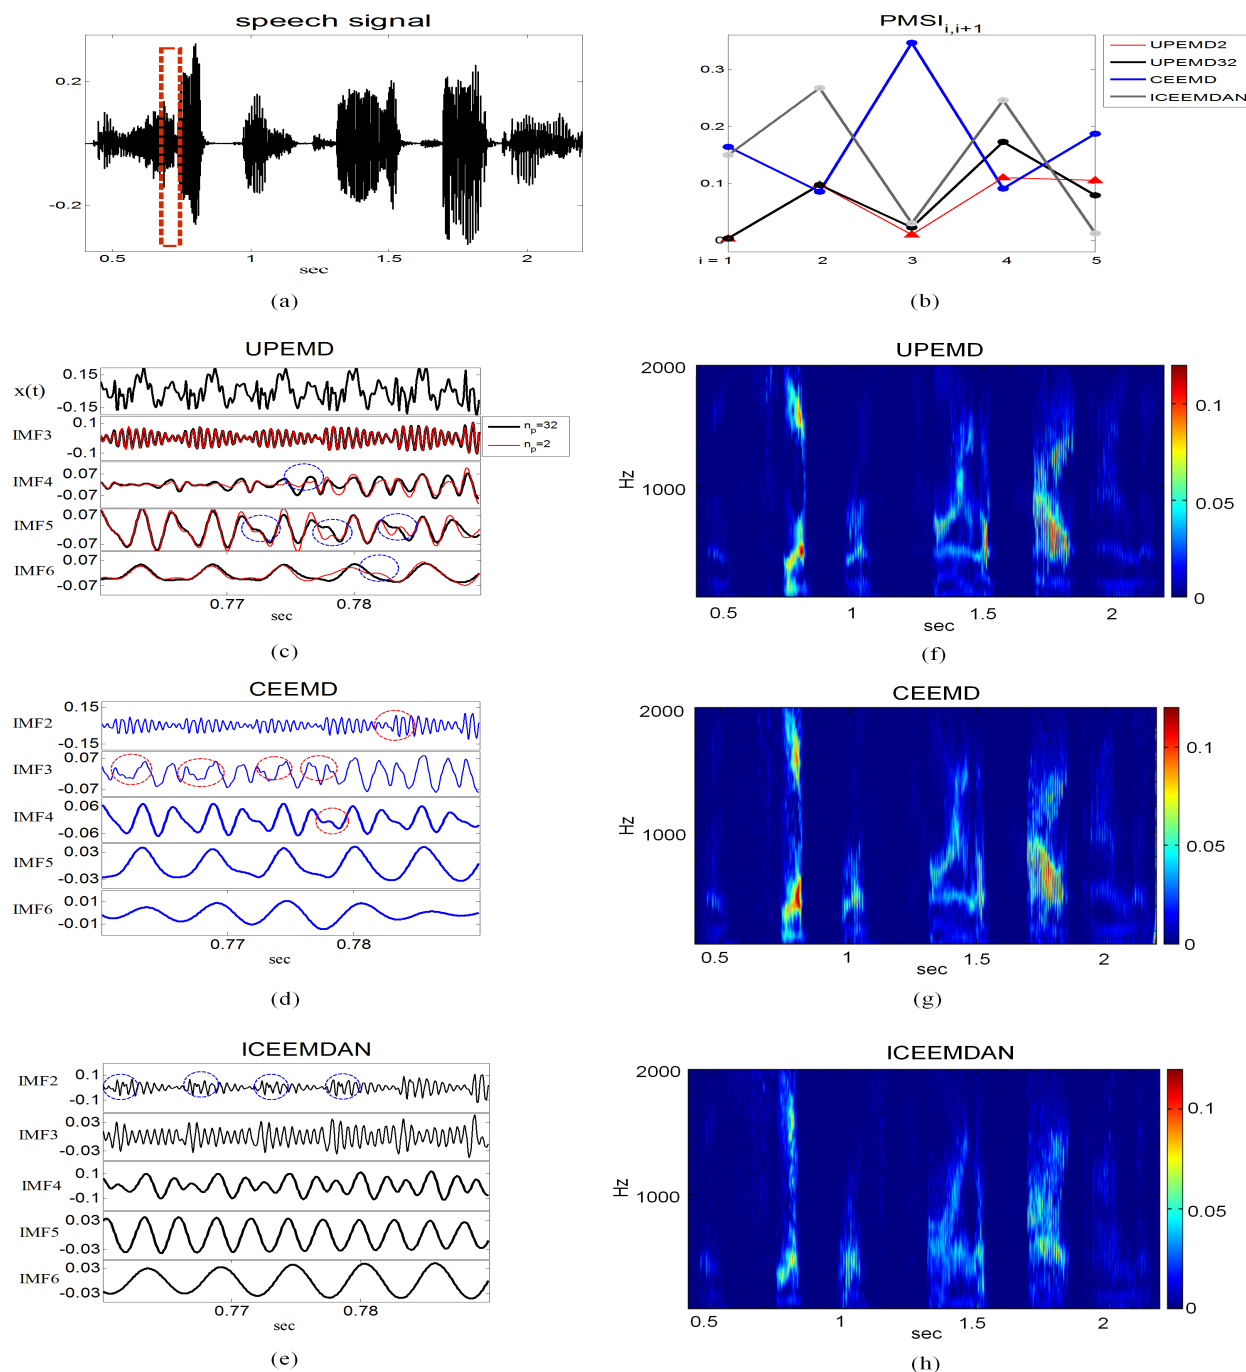 speech signal
0.2
-0.2
0.5
1
1.5
2
sec
(a)
PMSI i,i+1
0.3
0.2
0.1
0
i = 1
2
3
4
5
UPEMD2
UPEMD32
CEEMD
ICEEMDAN
(b)
UPEMD
x(t)
0.15
-0.15
IMF3
0.1
-0.1
n_p=32
n_p=2
IMF4
0.07
-0.07
IMF5
0.07
-0.07
IMF6
0.07
-0.07
0.77
0.78
sec
(c)
UPEMD
2000
1000
Hz
0.5
1
1.5
2
sec
0.1
0.05
0
(f)
CEEMD
IMF2
0.15
-0.15
IMF3
0.07
-0.07
IMF4
0.06
-0.06
IMF5
0.03
-0.03
IMF6
0.01
-0.01
0.77
0.78
sec
(d)
CEEMD
2000
1000
Hz
0.5
1
1.5
2
sec
0.1
0.05
0
(g)
ICEEMDAN
IMF2
0.1
-0.1
IMF3
0.03
-0.03
IMF4
0.1
-0.1
IMF5
0.03
-0.03
IMF6
0.03
-0.03
0.77
0.78
sec
(e)
ICEEMDAN
2000
1000
Hz
0.5
1
1.5
2
sec
0.1
0.05
0
(h)